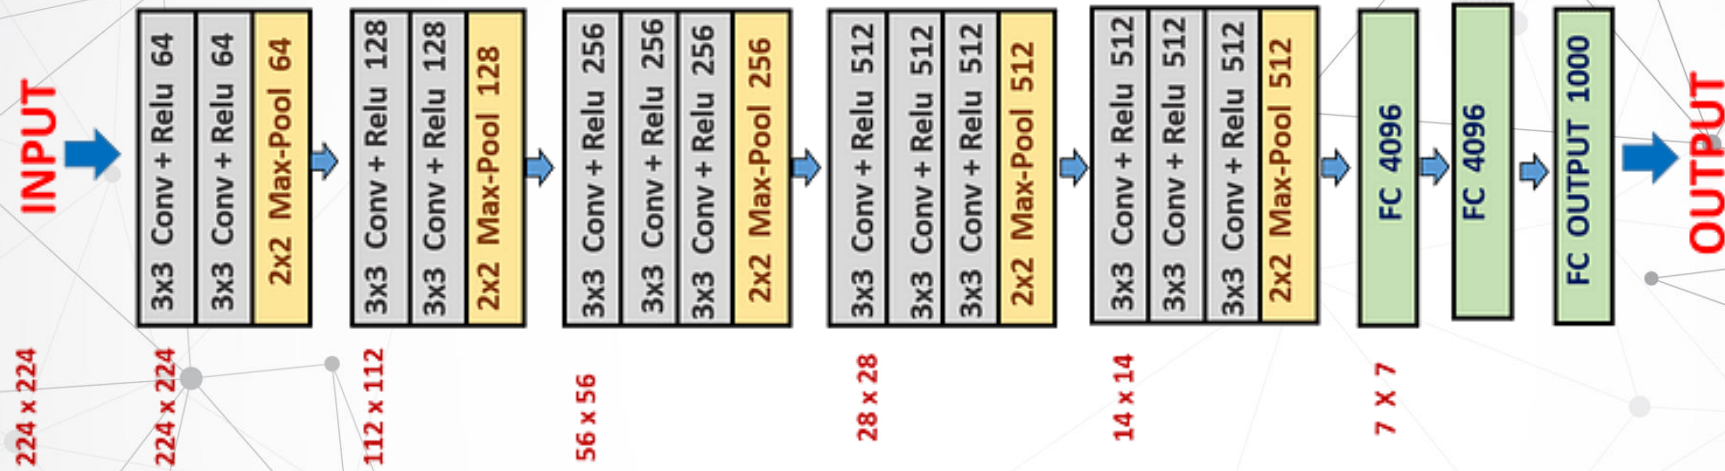 INPUT
3x3 Conv + Relu 64
3x3 Conv + Relu 64
2x2 Max-Pool 64
3x3 Conv + Relu 128
3x3 Conv + Relu 128
2x2 Max-Pool 128
3x3 Conv + Relu 256
3x3 Conv + Relu 256
3x3 Conv + Relu 256
2x2 Max-Pool 256
3x3 Conv + Relu 512
3x3 Conv + Relu 512
3x3 Conv + Relu 512
2x2 Max-Pool 512
3x3 Conv + Relu 512
3x3 Conv + Relu 512
3x3 Conv + Relu 512
2x2 Max-Pool 512
FC 4096
FC 4096
FC OUTPUT 1000
OUTPUT
224 x 224
224 x 224
112 x 112
56 x 56
28 x 28
14 x 14
7 X 7